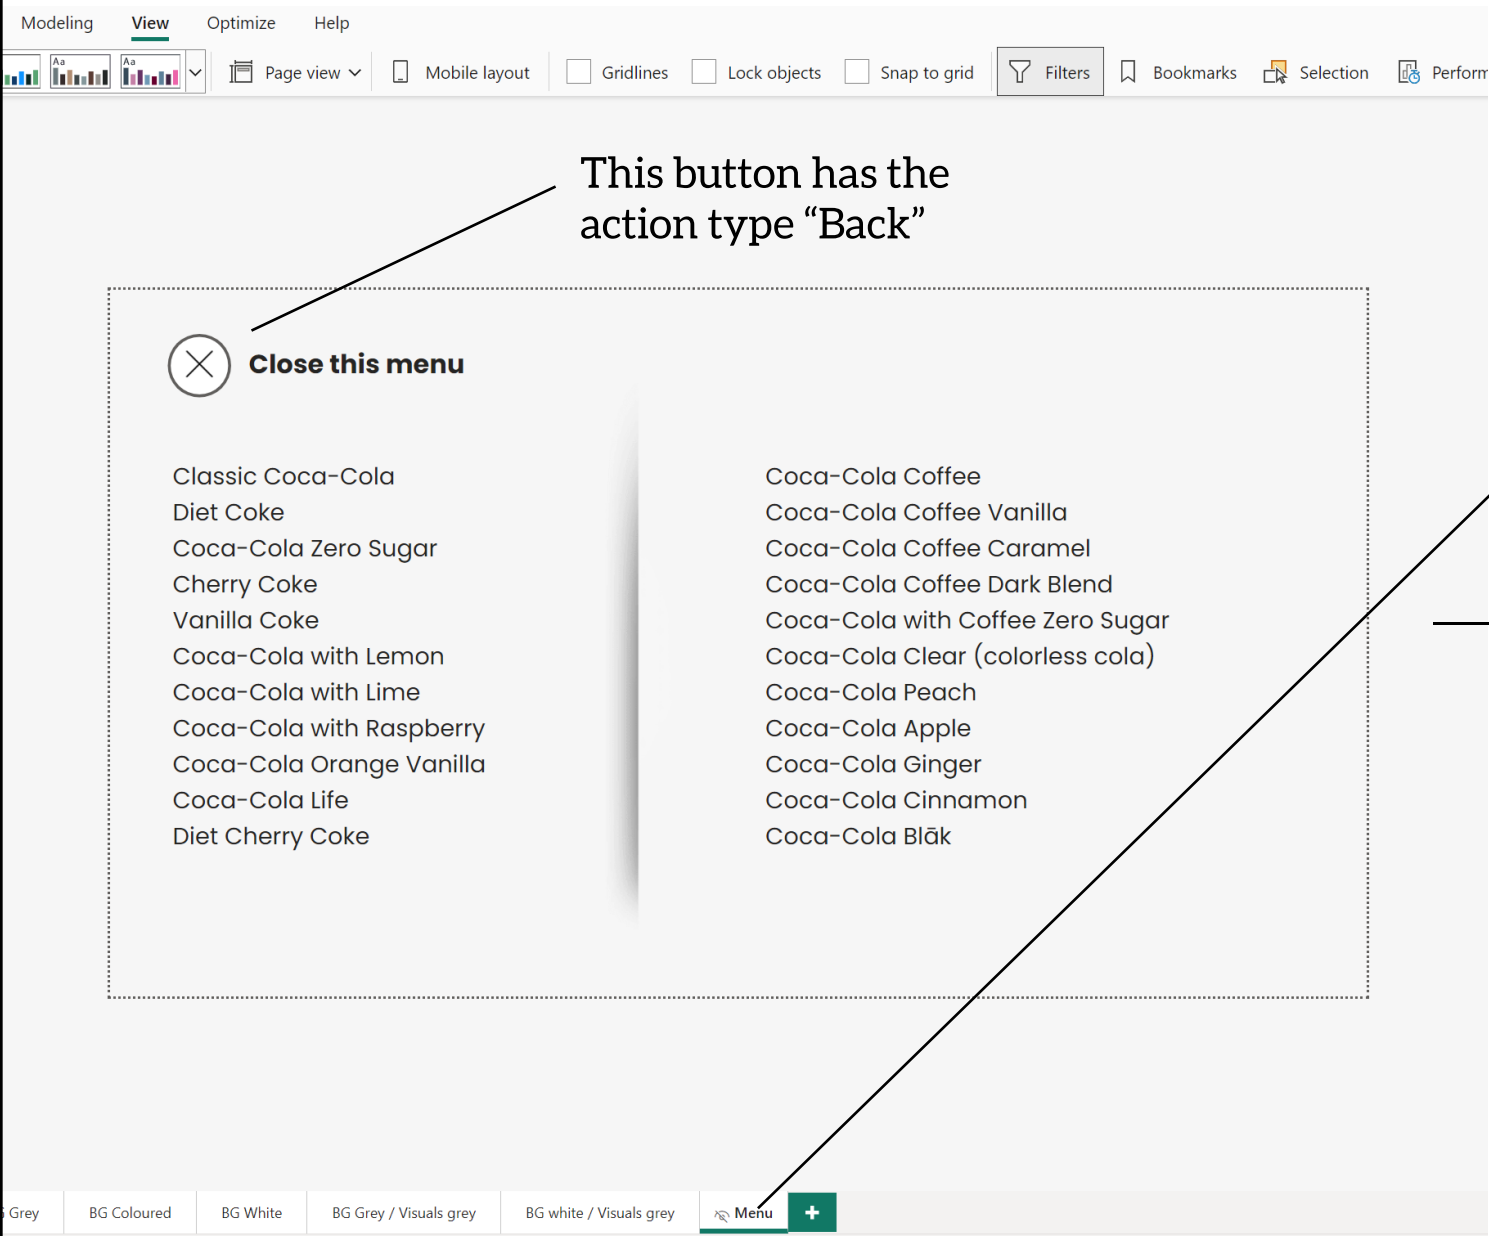 Modeling View Optimize Help
Aa Aa Page view Mobile layout Gridlines Lock objects Snap to grid Filters Bookmarks Selection
This button has the
action type “Back”
Close this menu
Classic Coca-Cola
Diet Coke
Coca-Cola Zero Sugar
Cherry Coke
Vanilla Coke
Coca-Cola with Lemon
Coca-Cola with Lime
Coca-Cola with Raspberry
Coca-Cola Orange Vanilla
Coca-Cola Life
Diet Cherry Coke
Coca-Cola Coffee
Coca-Cola Coffee Vanilla
Coca-Cola Coffee Caramel
Coca-Cola Coffee Dark Blend
Coca-Cola with Coffee Zero Sugar
Coca-Cola Clear (colorless cola)
Coca-Cola Peach
Coca-Cola Apple
Coca-Cola Ginger
Coca-Cola Cinnamon
Coca-Cola Blāk
Grey BG Coloured BG White BG Grey / Visuals grey BG white / Visuals grey Menu